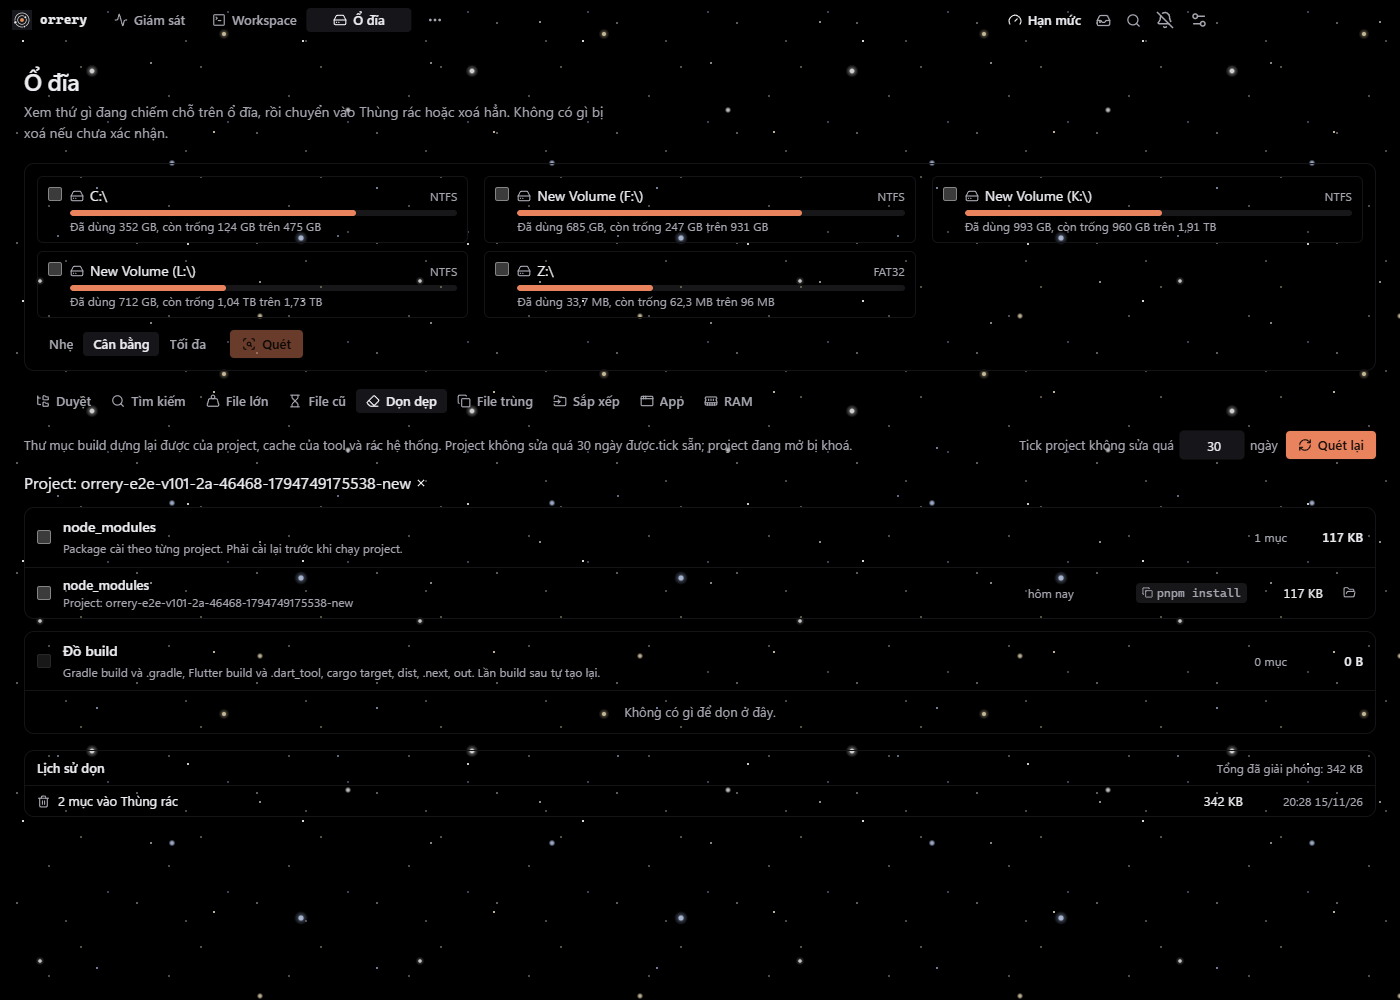 orrery
Giám sát
Workspace
Ổ đĩa
Hạn mức
Ổ đĩa
Xem thứ gì đang chiếm chỗ trên ổ đĩa, rồi chuyển vào Thùng rác hoặc xoá hẳn. Không có gì bị
xoá nếu chưa xác nhận.
C:\ NTFS
Đã dùng 352 GB, còn trống 124 GB trên 475 GB
New Volume (F:\) NTFS
Đã dùng 685 GB, còn trống 247 GB trên 931 GB
New Volume (K:\) NTFS
Đã dùng 993 GB, còn trống 960 GB trên 1,91 TB
New Volume (L:\) NTFS
Đã dùng 712 GB, còn trống 1,04 TB trên 1,73 TB
Z:\ FAT32
Đã dùng 33,7 MB, còn trống 62,3 MB trên 96 MB
Nhẹ Cân bằng Tối đa Quét
Duyệt Tìm kiếm File lớn File cũ Dọn dẹp File trùng Sắp xếp App RAM
Thư mục build dựng lại được của project, cache của tool và rác hệ thống. Project không sửa quá 30 ngày được tick sẵn; project đang mở bị khoá.
Tick project không sửa quá 30 ngày Quét lại
Project: orrery-e2e-v101-2a-46468-1794749175538-new ×
node_modules
Package cài theo từng project. Phải cài lại trước khi chạy project.
1 mục 117 KB
node_modules
Project: orrery-e2e-v101-2a-46468-1794749175538-new
hôm nay pnpm install 117 KB
Đồ build
Gradle build và .gradle, Flutter build và .dart_tool, cargo target, dist, .next, out. Lần build sau tự tạo lại.
0 mục 0 B
Không có gì để dọn ở đây.
Lịch sử dọn Tổng đã giải phóng: 342 KB
2 mục vào Thùng rác 342 KB 20:28 15/11/26